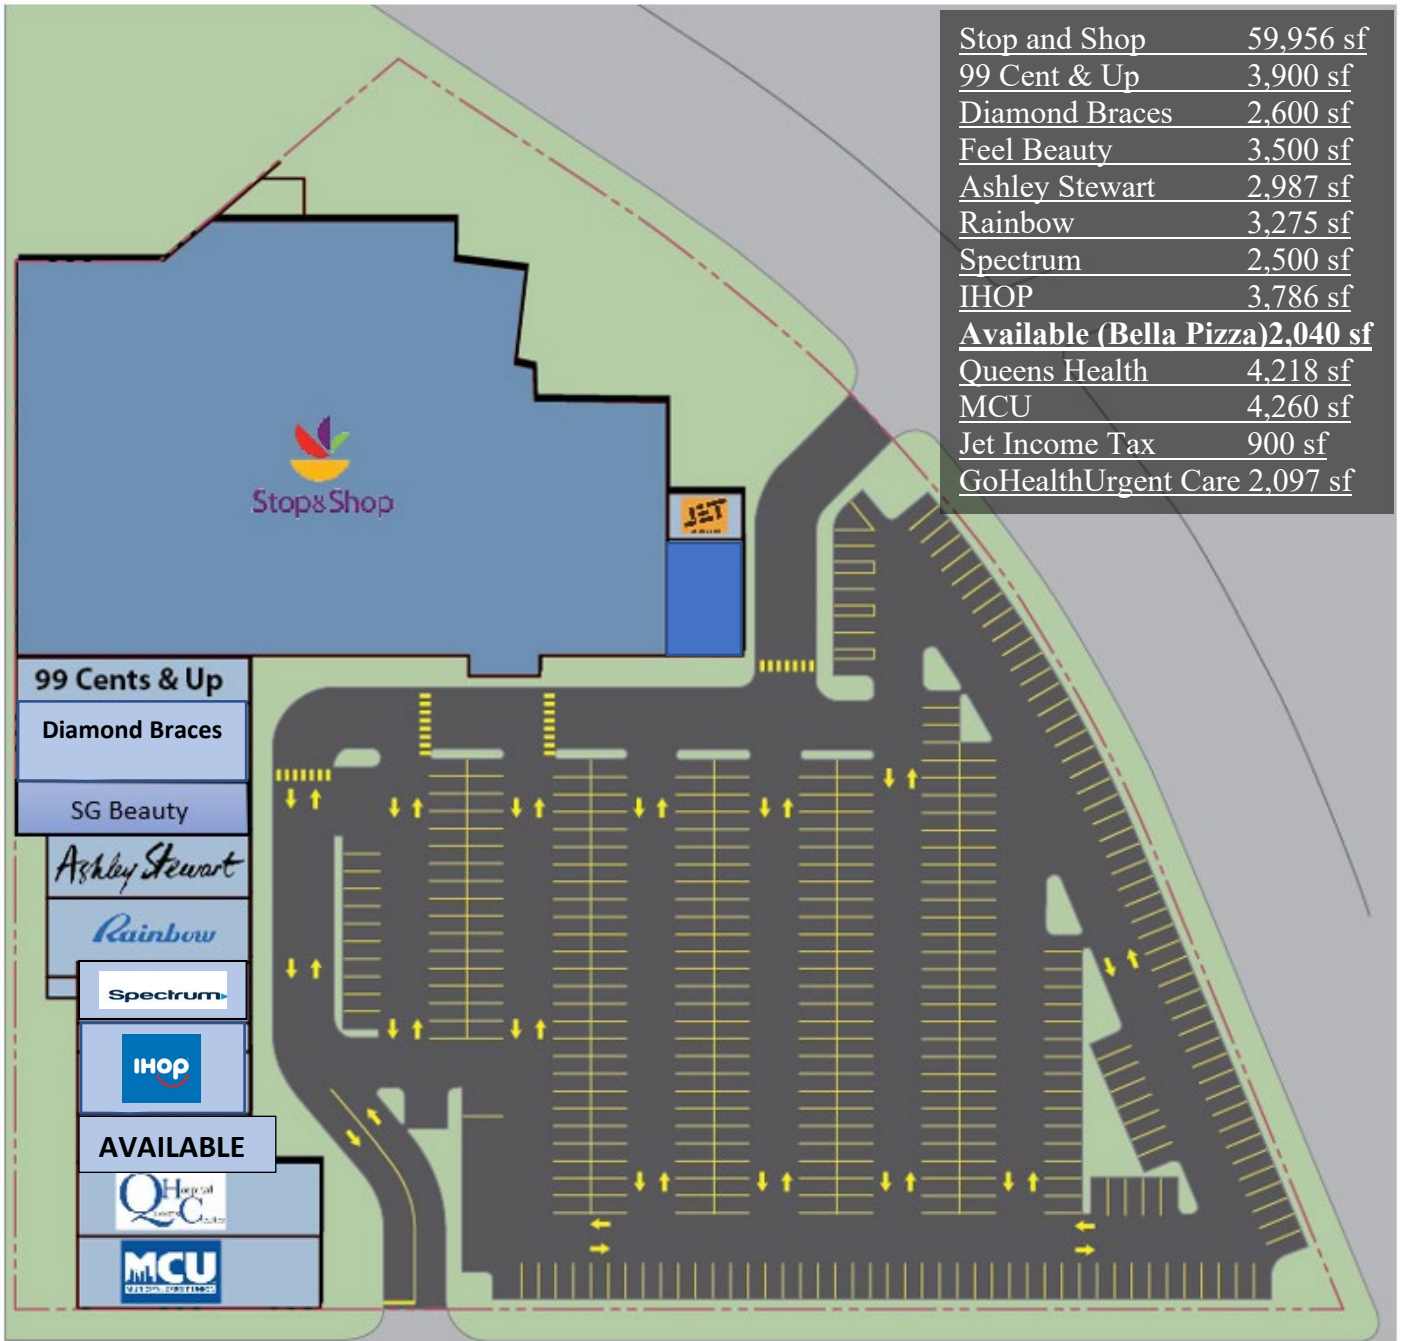 Stop and Shop 59,956 sf
99 Cent & Up 3,900 sf
Diamond Braces 2,600 sf
Feel Beauty 3,500 sf
Ashley Stewart 2,987 sf
Rainbow 3,275 sf
Spectrum 2,500 sf
IHOP 3,786 sf
Available (Bella Pizza)2,040 sf
Queens Health 4,218 sf
MCU 4,260 sf
Jet Income Tax 900 sf
GoHealthUrgent Care 2,097 sf
Stop&Shop
JET
99 Cents & Up
Diamond Braces
SG Beauty
Ashley Stewart
Rainbow
Spectrum
IHOP
AVAILABLE
QHC
MCU
MUNICIPAL CREDIT UNION